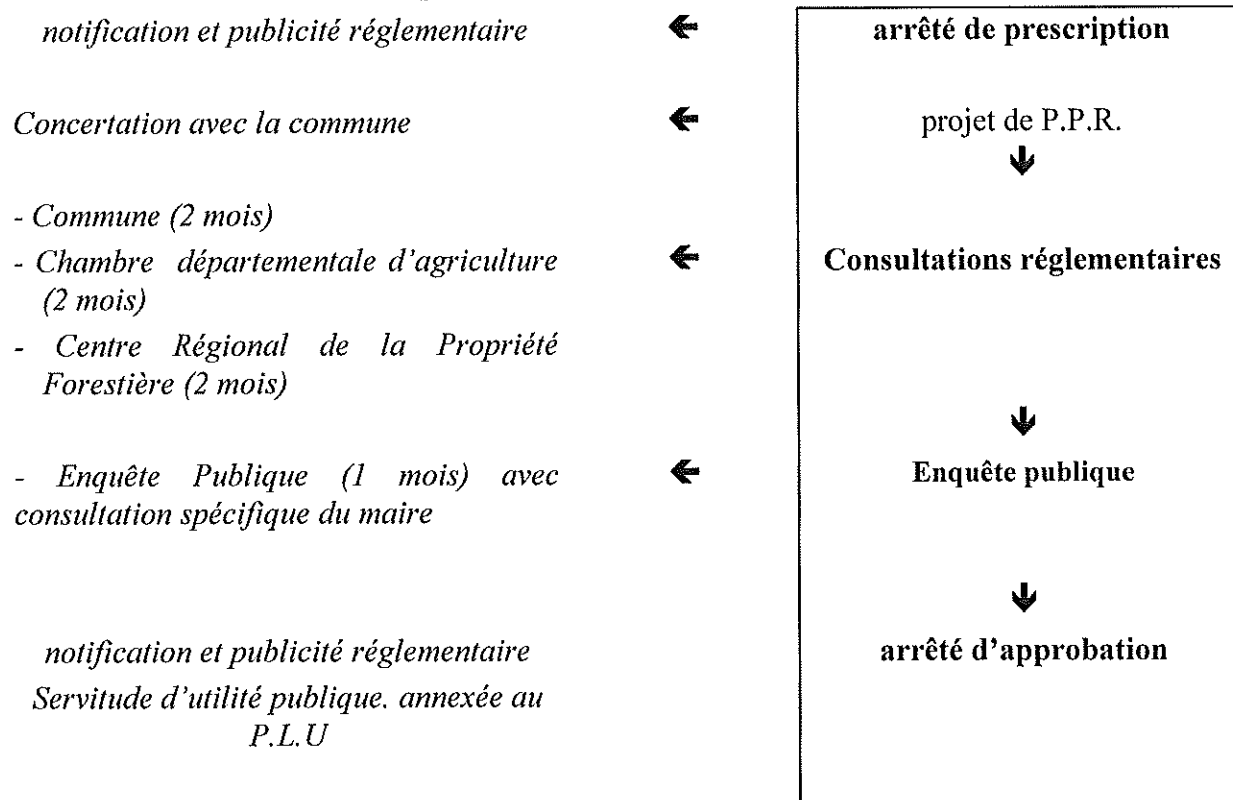 notification et publicité réglementaire
arrêté de prescription
Concertation avec la commune
projet de P.P.R.
- Commune (2 mois)
- Chambre départementale d'agriculture
(2 mois)
- Centre Régional de la Propriété
Forestière (2 mois)
Consultations réglementaires
- Enquête Publique (1 mois) avec
consultation spécifique du maire
Enquête publique
notification et publicité réglementaire
Servitude d'utilité publique. annexée au
P.L.U
arrêté d'approbation